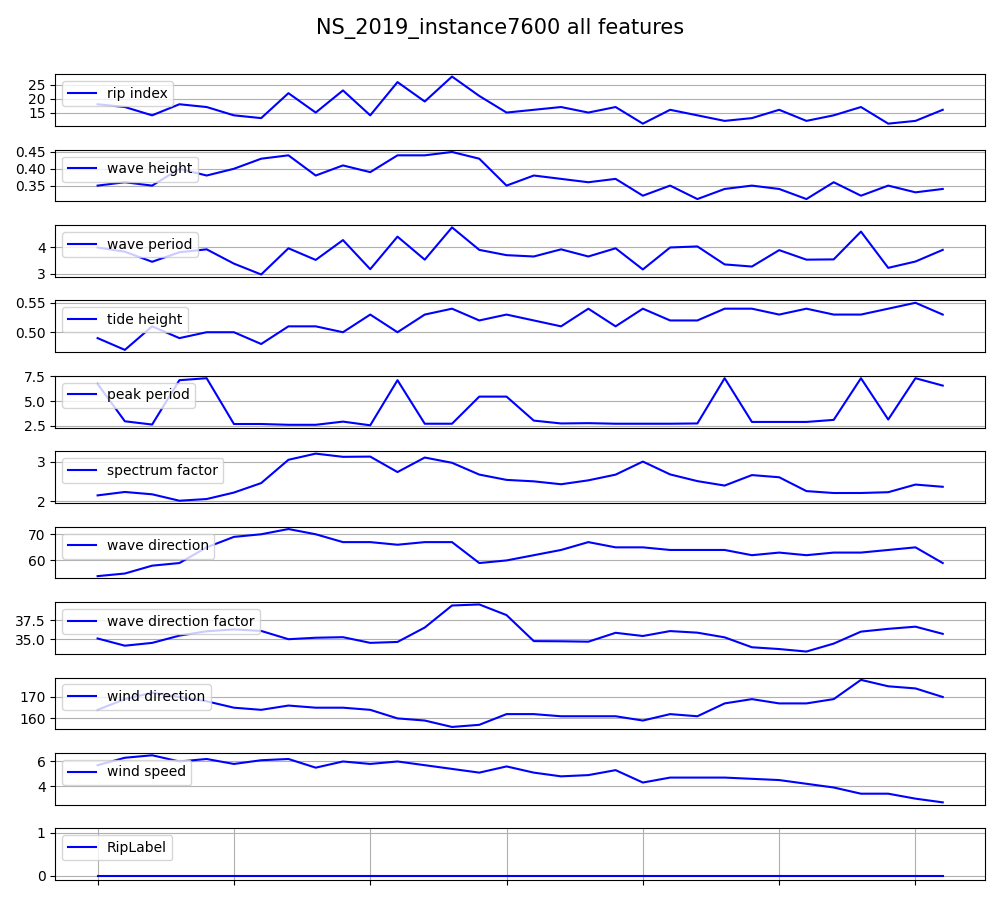 NS_2019_instance7600 all features
25
20
15
rip index
0.45
0.40
0.35
wave height
4
3
wave period
0.55
0.50
tide height
7.5
5.0
2.5
peak period
3
2
spectrum factor
70
60
wave direction
37.5
35.0
wave direction factor
170
160
wind direction
6
4
wind speed
1
0
RipLabel